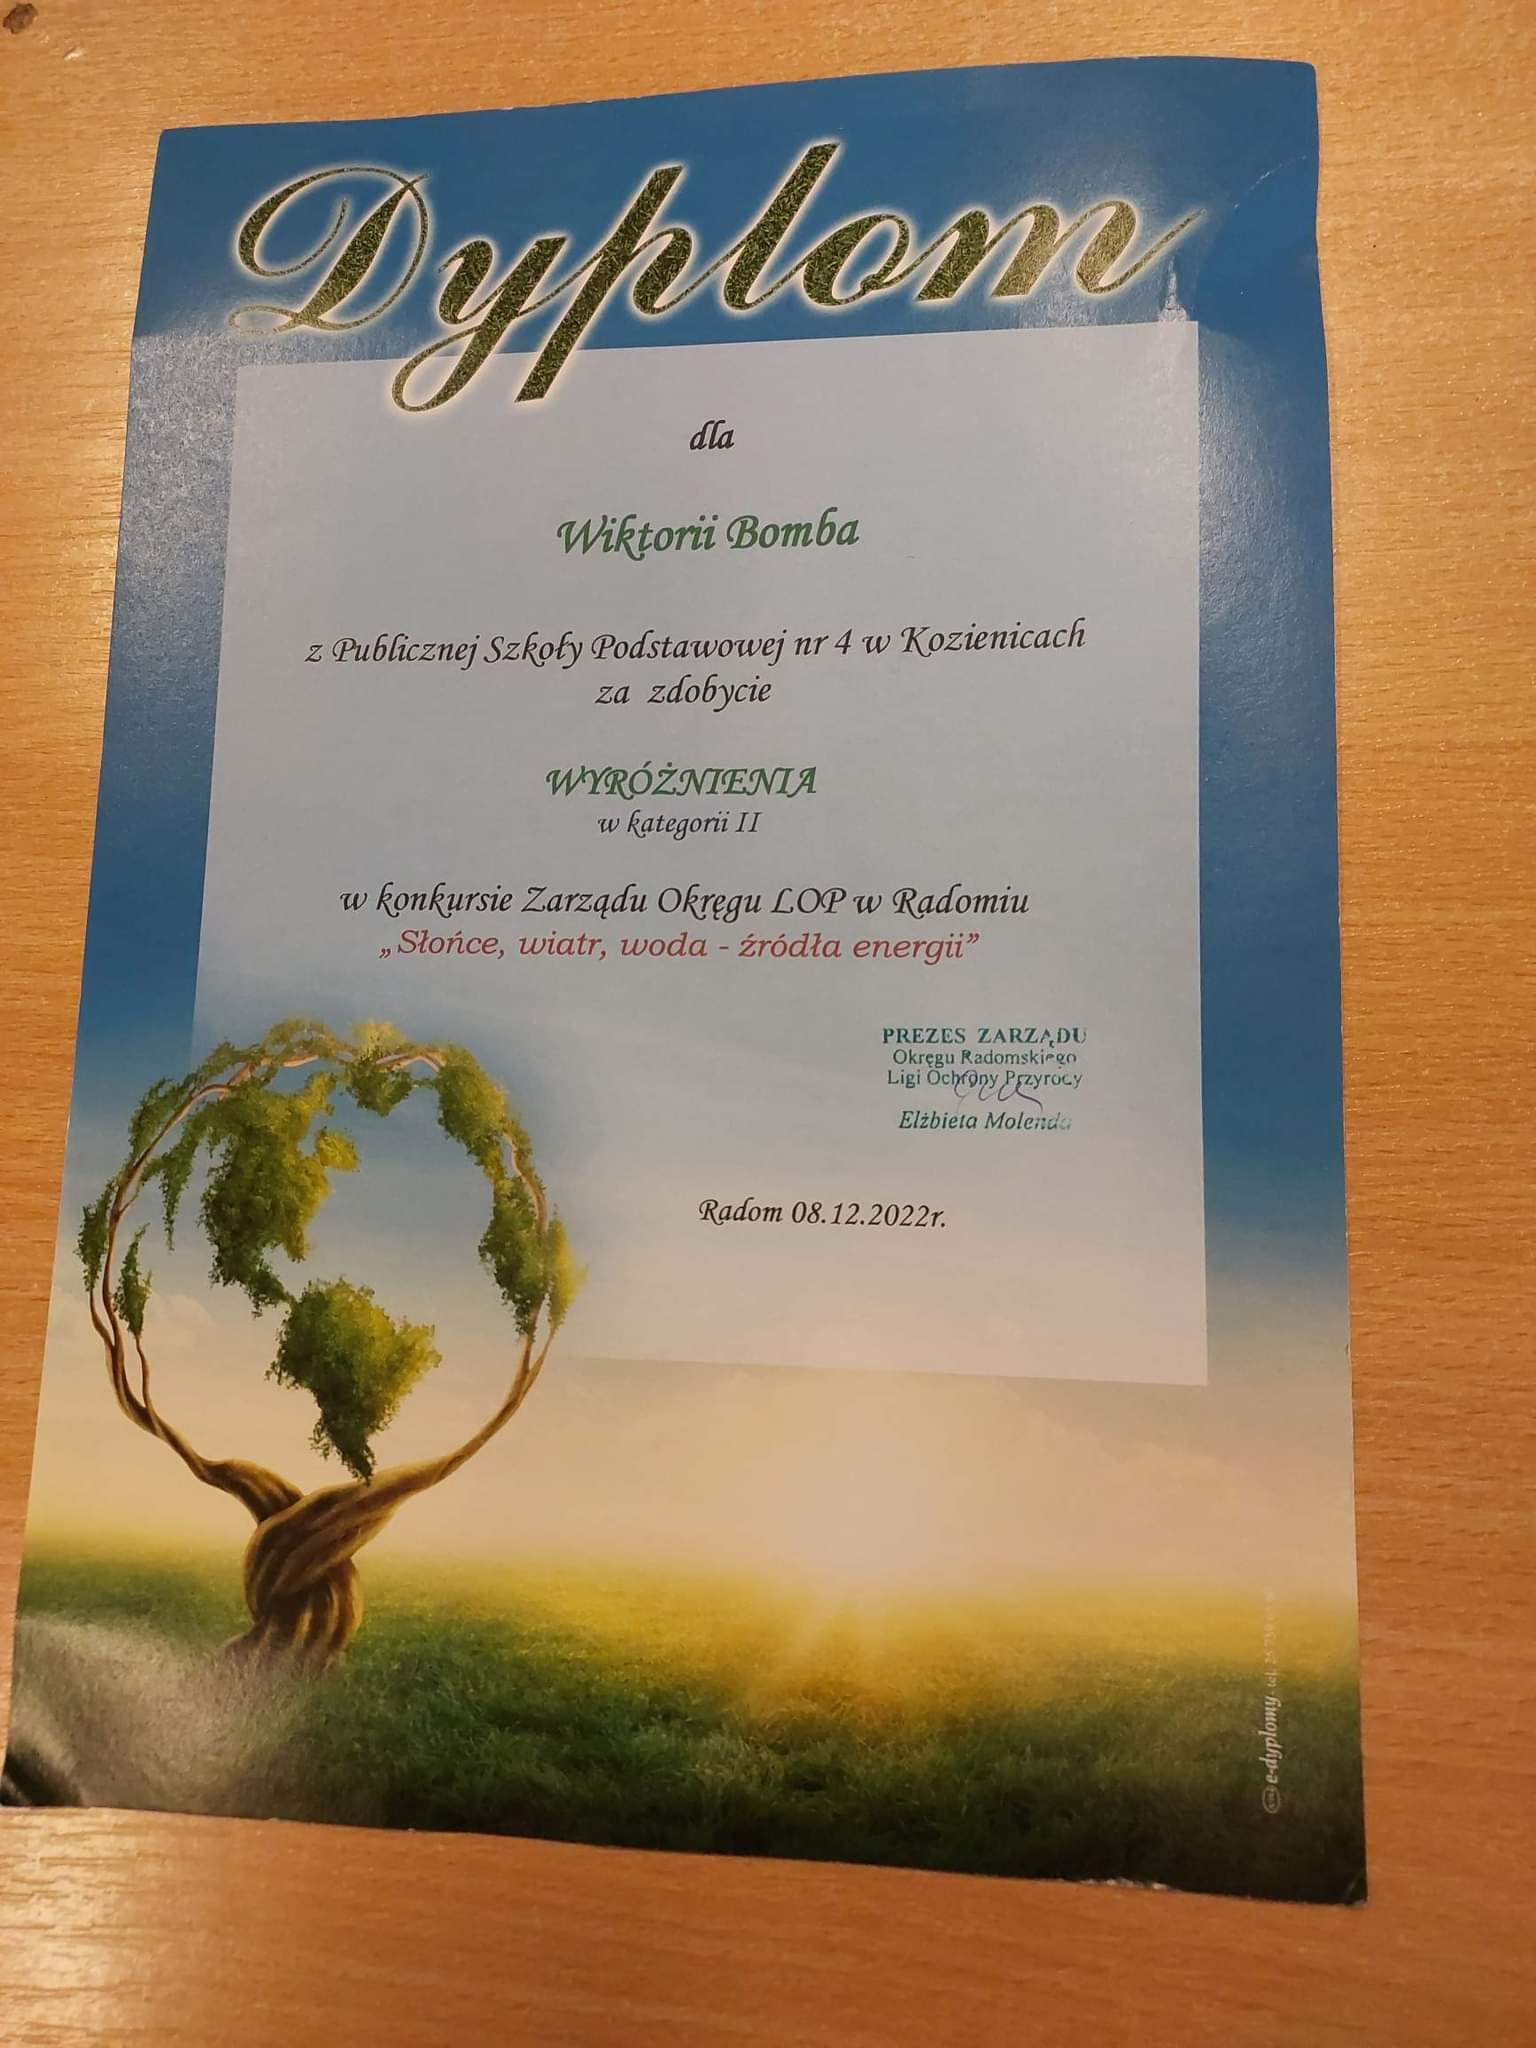 Dyplom
dla
Wiktorii Bomba
z Publicznej Szkoły Podstawowej nr 4 w Kozienicach
za zdobycie
WYRÓŻNIENIA
w kategorii II
w konkursie Zarządu Okręgu LOP w Radomiu
„Słońce, wiatr, woda - źródła energii”
PREZES ZARZĄDU
Okręgu Radomskiego
Ligi Ochrony Przyrody
Elżbieta Molenda
Radom 08.12.2022r.
e-dyplomy tel.